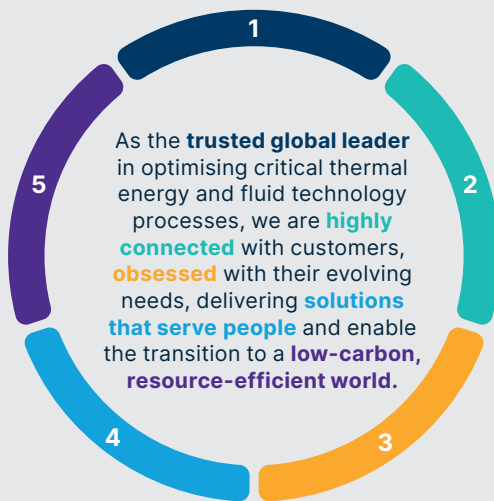 1
2
3
4
5
As the trusted global leader
in optimising critical thermal
energy and fluid technology
processes, we are highly
connected with customers,
obsessed with their evolving
needs, delivering solutions
that serve people and enable
the transition to a low-carbon,
resource-efficient world.